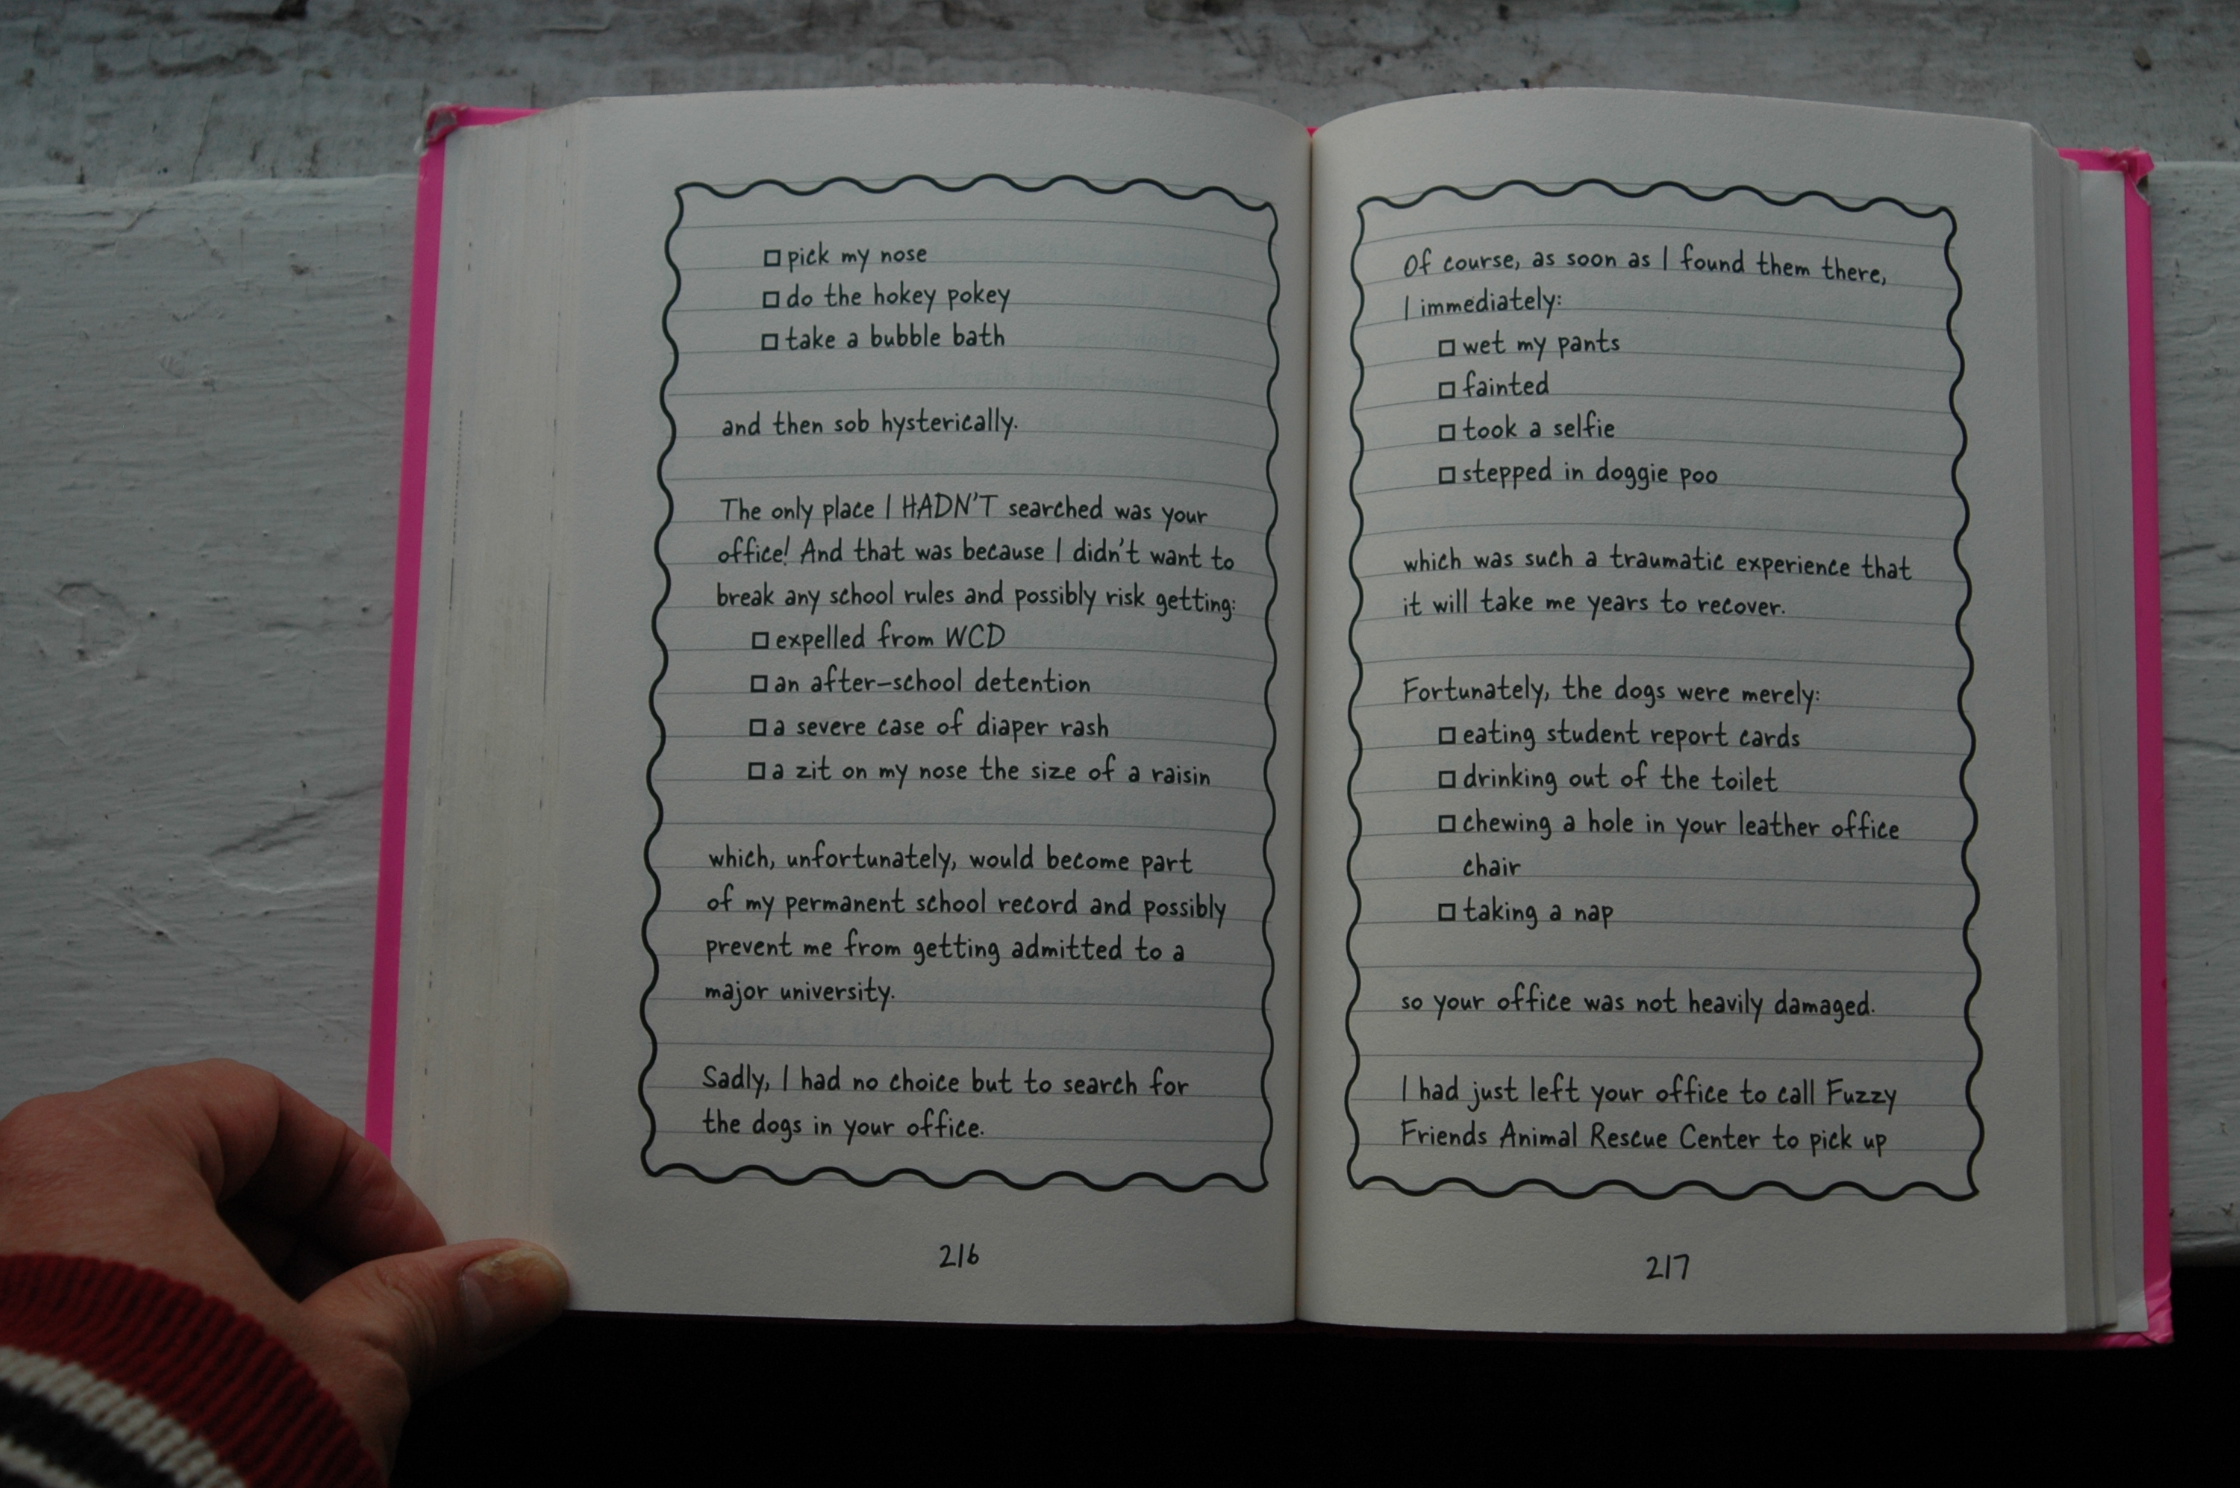 pick my nose
do the hokey pokey
take a bubble bath
and then sob hysterically.
The only place I HADN'T searched was your
office! And that was because I didn't want to
break any school rules and possibly risk getting:
expelled from WCD
an after-school detention
a severe case of diaper rash
a zit on my nose the size of a raisin
which, unfortunately, would become part
of my permanent school record and possibly
prevent me from getting admitted to a
major university.
Sadly, I had no choice but to search for
the dogs in your office.
216
Of course, as soon as I found them there,
I immediately:
wet my pants
fainted
took a selfie
stepped in doggie poo
which was such a traumatic experience that
it will take me years to recover.
Fortunately, the dogs were merely:
eating student report cards
drinking out of the toilet
chewing a hole in your leather office
chair
taking a nap
so your office was not heavily damaged.
I had just left your office to call Fuzzy
Friends Animal Rescue Center to pick up
217